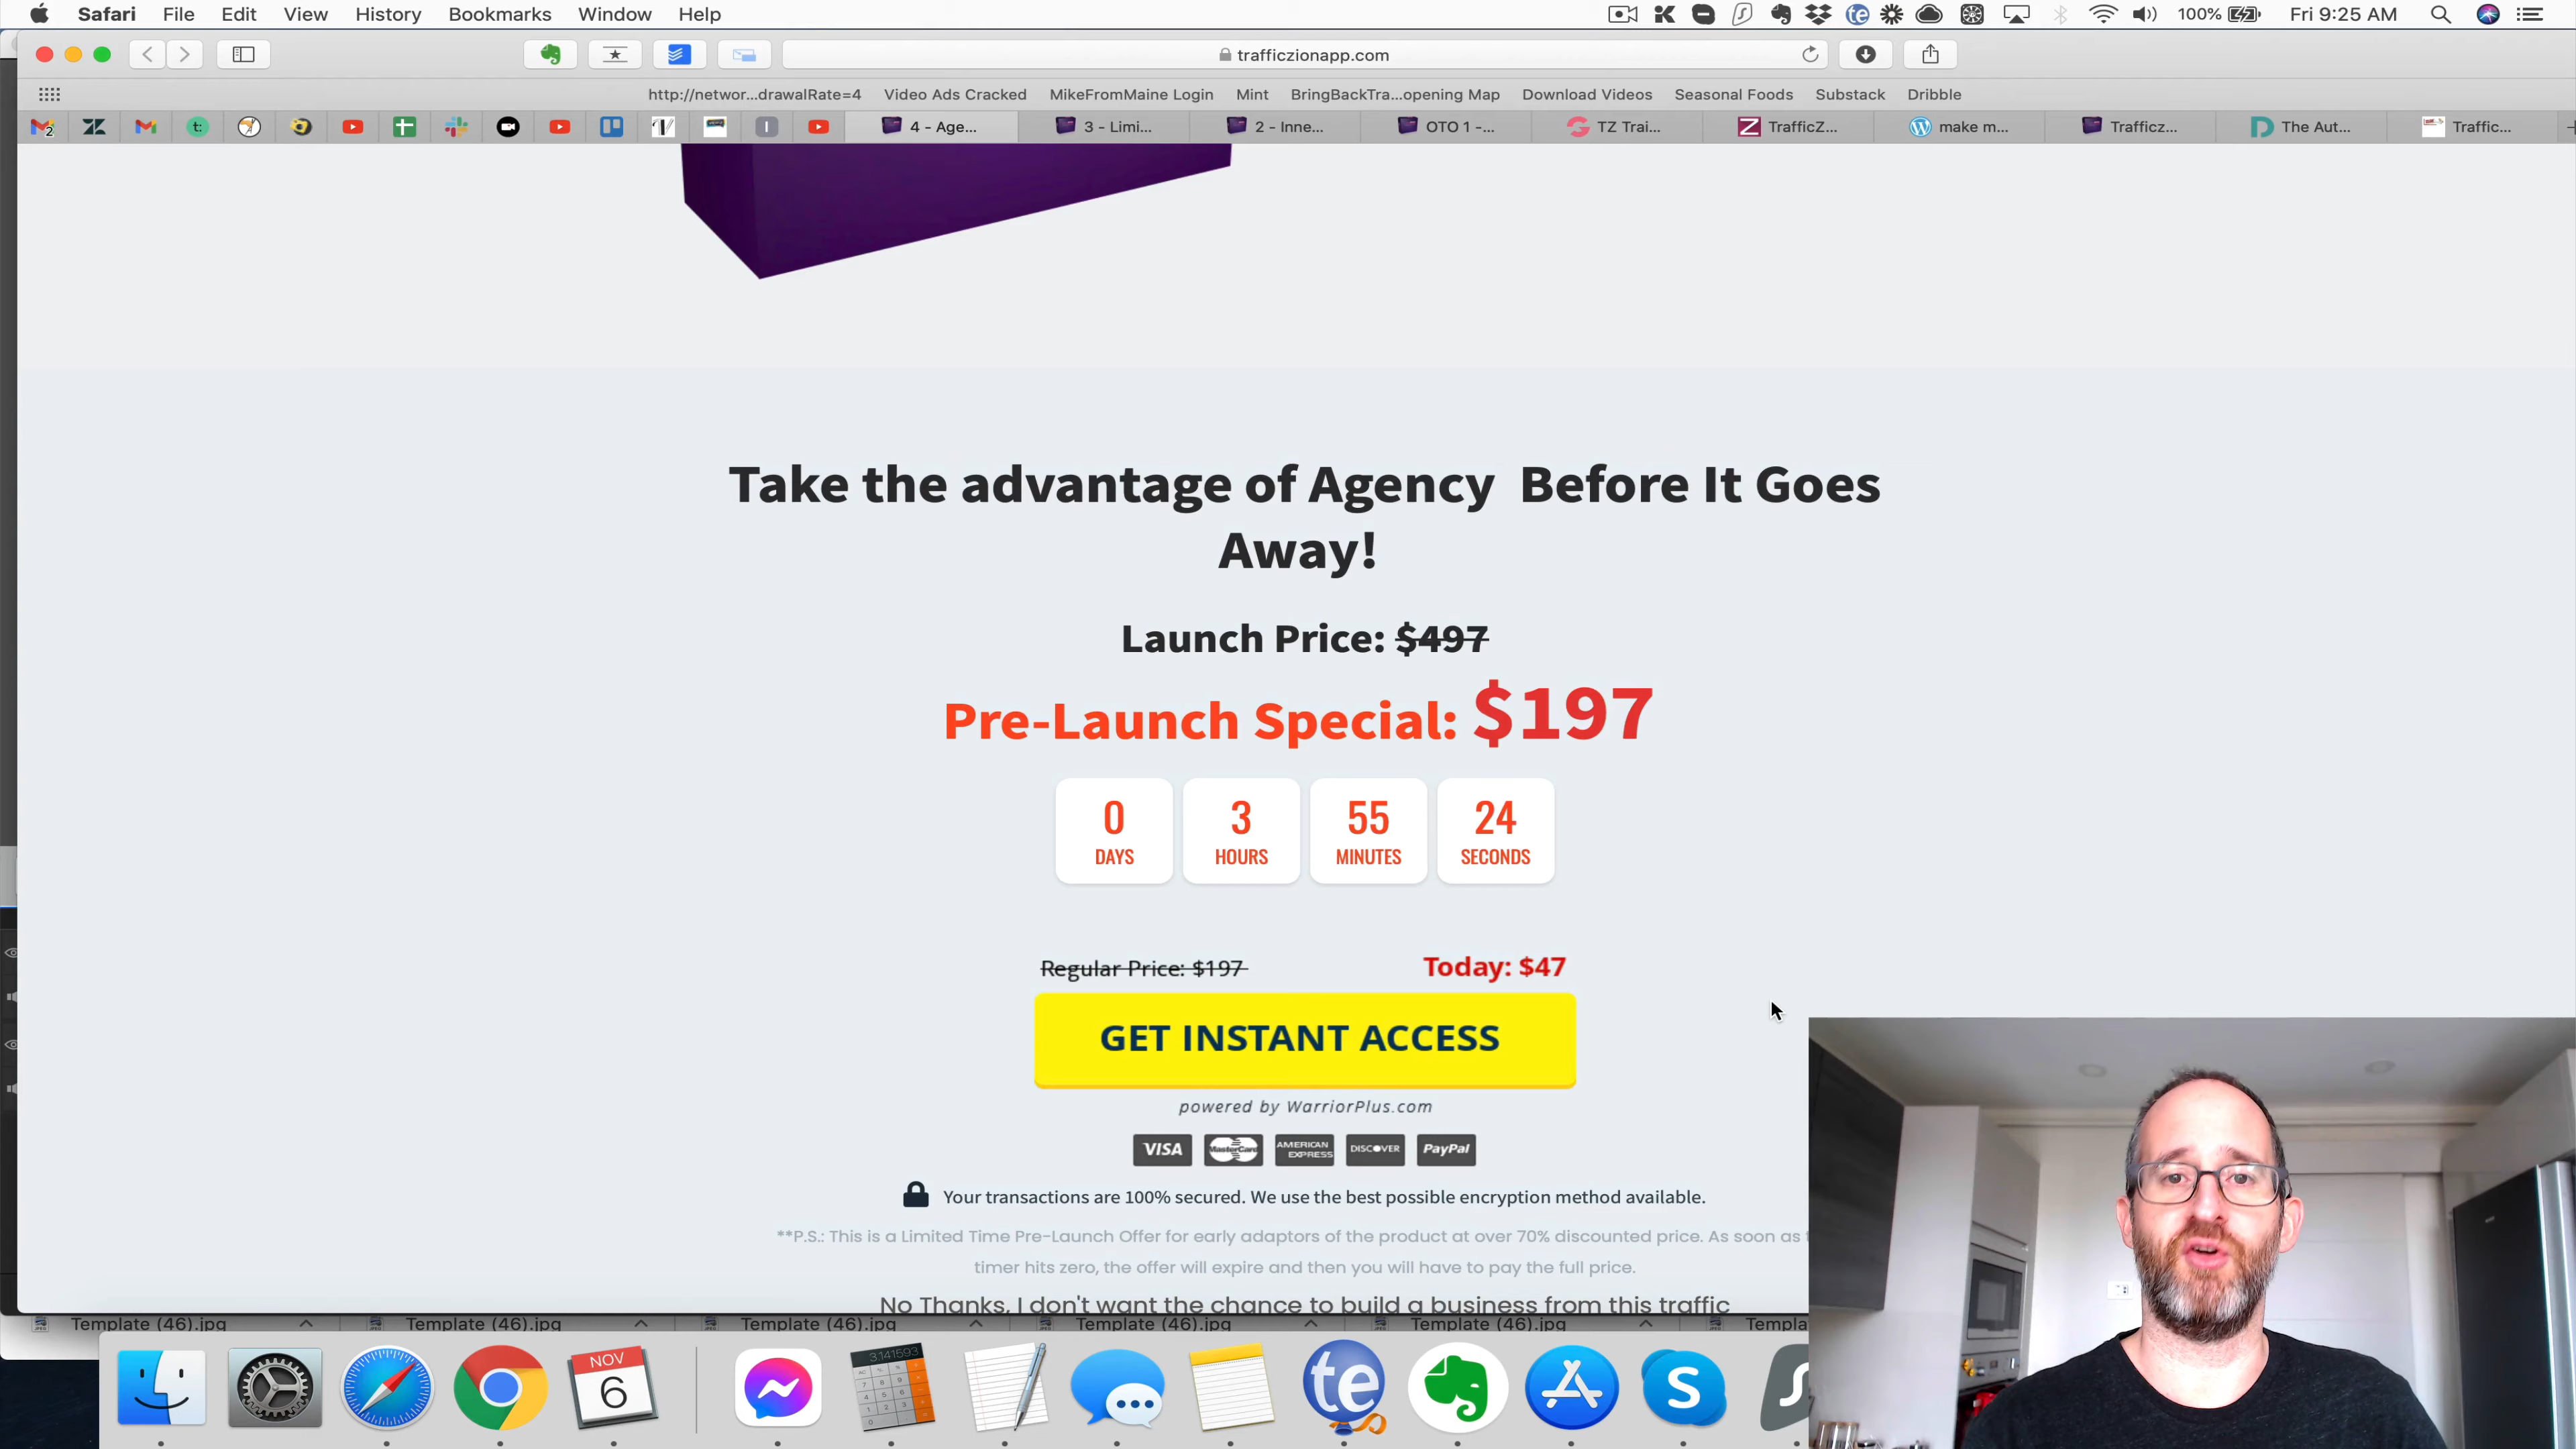 Safari File Edit View History Bookmarks Window Help 100% Fri 9:25 AM
trafficzionapp.com
http://networ...drawalRate=4 Video Ads Cracked MikeFromMaine Login Mint BringBackTra...opening Map Download Videos Seasonal Foods Substack Dribble
2 t: 4 - Age... 3 - Limi... 2 - Inne... OTO 1 -... TZ Trai... TrafficZ... make m... Trafficz... The Aut... Traffic...
Take the advantage of Agency Before It Goes
Away!
Launch Price: $497
Pre-Launch Special: $197
0 3 55 24
DAYS HOURS MINUTES SECONDS
Regular Price: $197 Today: $47
GET INSTANT ACCESS
powered by WarriorPlus.com
VISA MasterCard AMERICAN EXPRESS DISCOVER PayPal
Your transactions are 100% secured. We use the best possible encryption method available.
**P.S.: This is a Limited Time Pre-Launch Offer for early adaptors of the product at over 70% discounted price. As soon as
timer hits zero, the offer will expire and then you will have to pay the full price.
No Thanks, I don't want the chance to build a business from this traffic
Template (46).jpg Template (46).jpg Template (46).jpg Template (46).jpg Template (46).jpg
NOV
6
3.141593
te
S